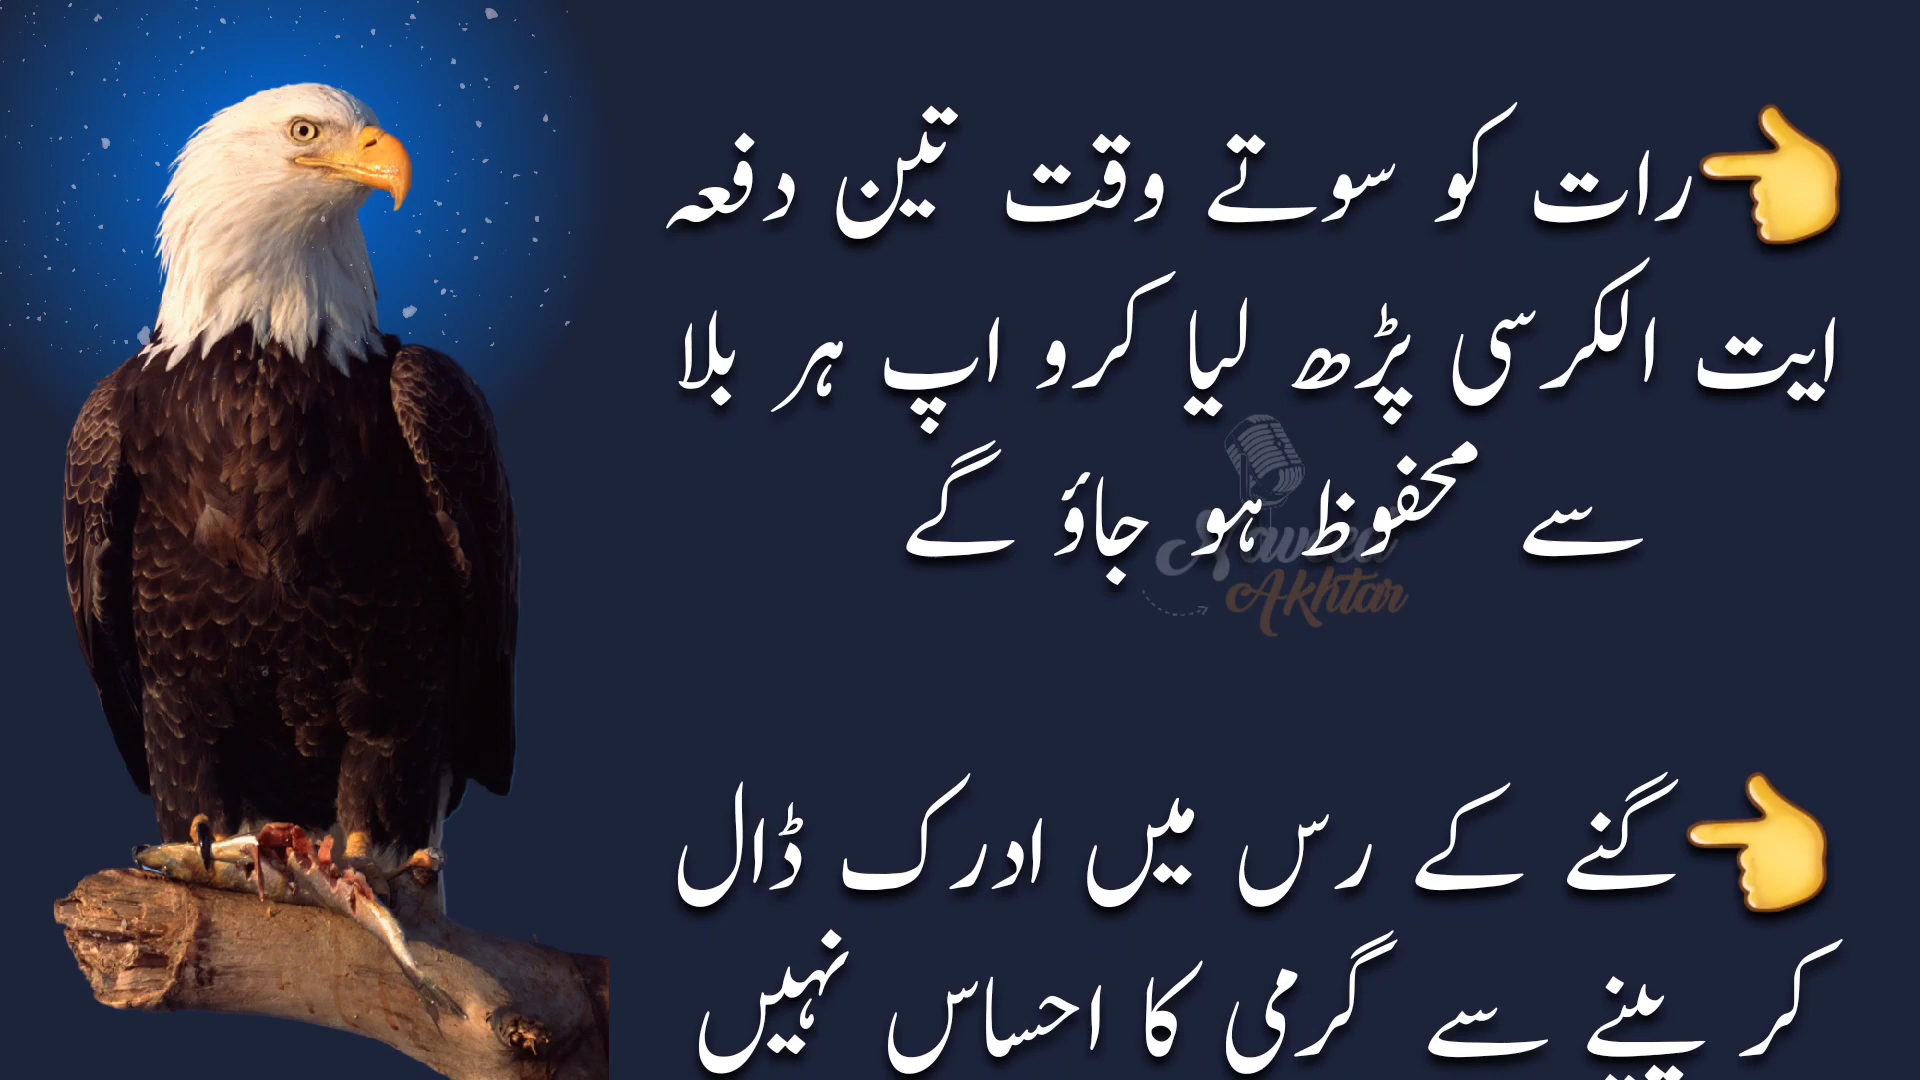 👈رات کو سوتے وقت تین دفعہ
ایت الکرسی پڑھ لیا کرو اپ ہر بلا
سے محفوظ ہو جاؤ گے
Naveed
Akhtar
👈گنے کے رس میں ادرک ڈال
کر پینے سے گرمی کا احساس نہیں